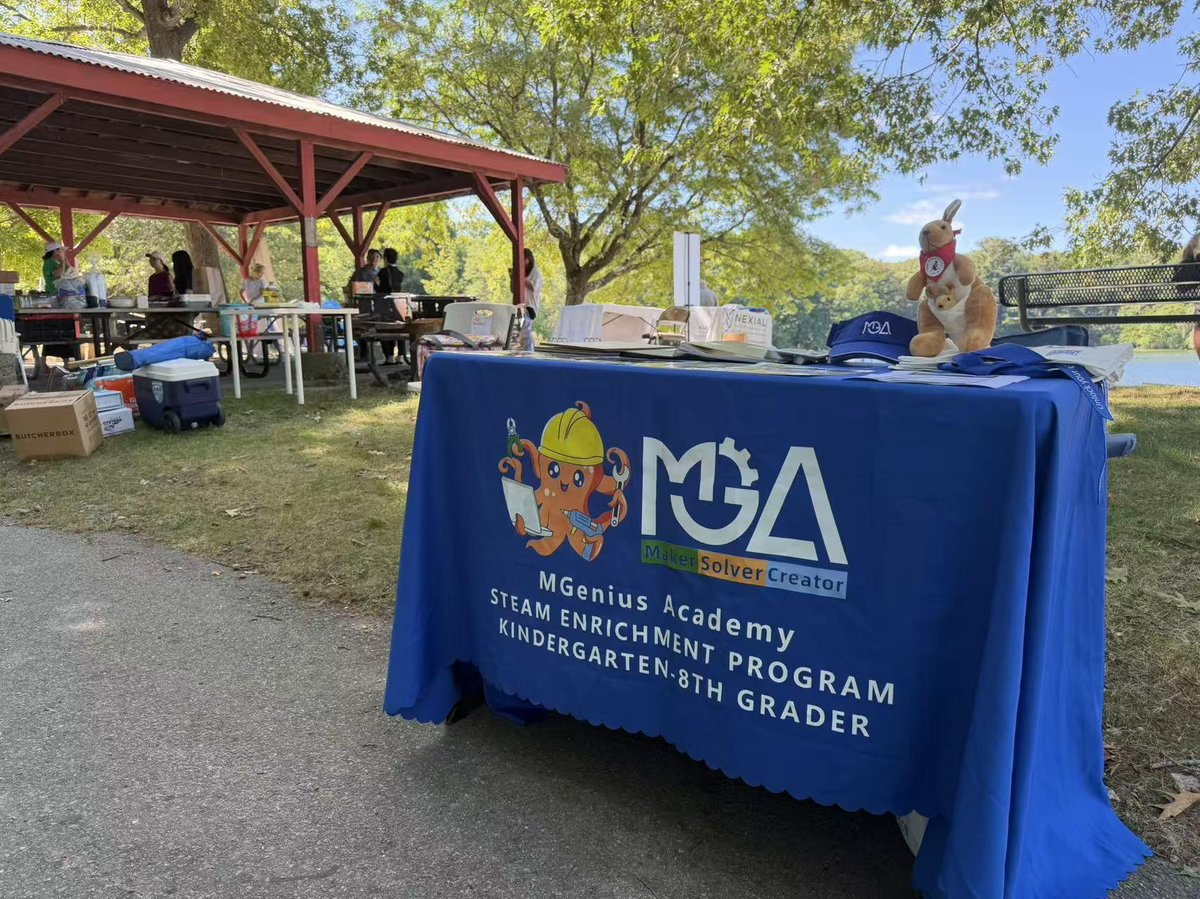 BUTCHERBOX
NEXIAL
MGA
MGA
Maker Solver Creator
MGenius Academy
STEAM ENRICHMENT PROGRAM
KINDERGARTEN-8TH GRADER